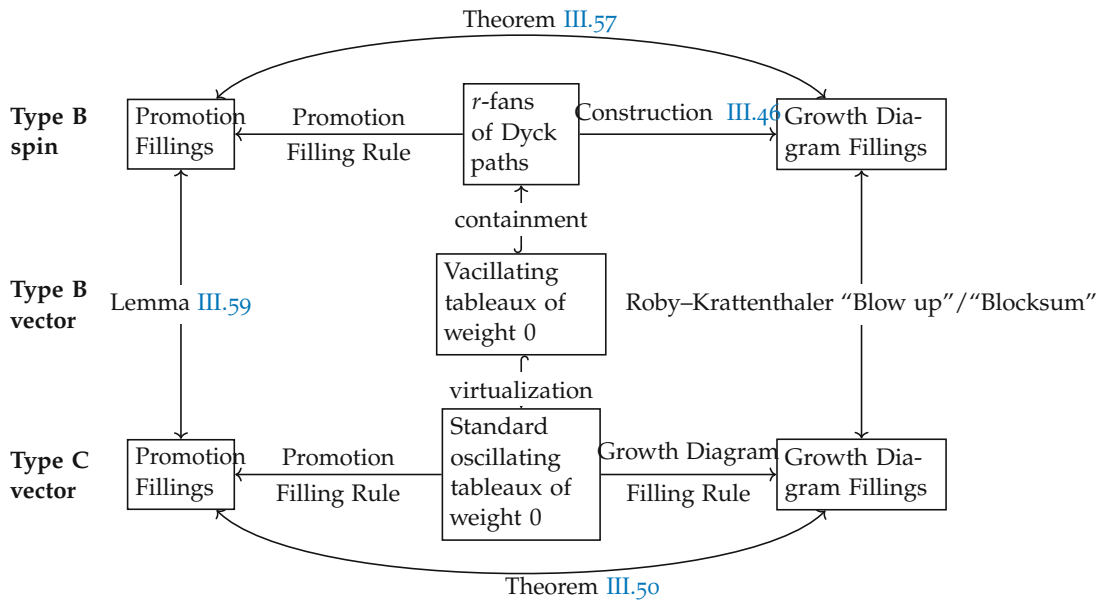 Theorem III.57
Type B
spin
Promotion
Fillings
Promotion
Filling Rule
r-fans
of Dyck
paths
Construction III.46
Growth Dia-
gram Fillings
containment
Type B
vector
Lemma III.59
Vacillating
tableaux of
weight 0
Roby–Krattenthaler “Blow up”/“Blocksum”
virtualization
Type C
vector
Promotion
Fillings
Promotion
Filling Rule
Standard
oscillating
tableaux of
weight 0
Growth Diagram
Filling Rule
Growth Dia-
gram Fillings
Theorem III.50